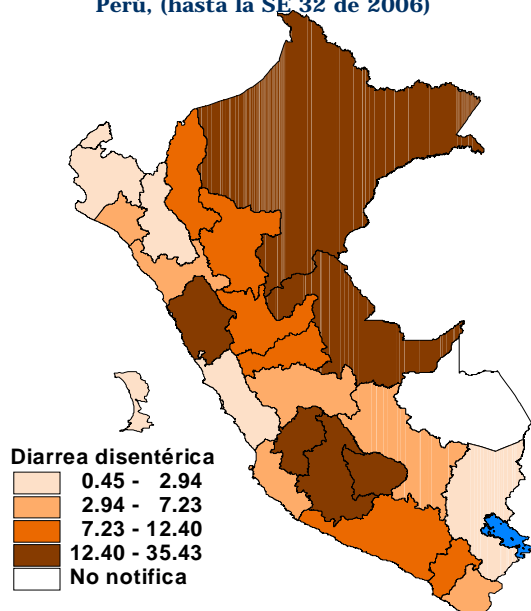 Perú, (hasta la SE 32 de 2006)
Diarrea disentérica
0.45 - 2.94
2.94 - 7.23
7.23 - 12.40
12.40 - 35.43
No notifica